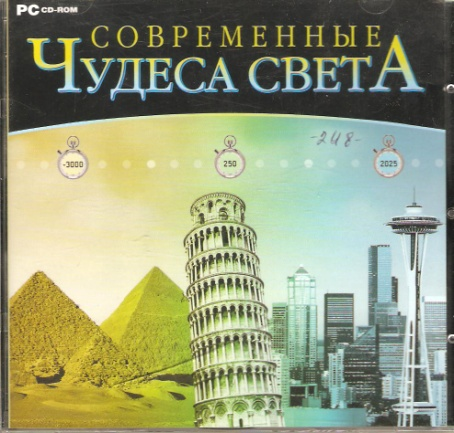 PC CD-ROM
СОВРЕМЕННЫЕ
ЧУДЕСА СВЕТА
-248-
-3000
250
2025